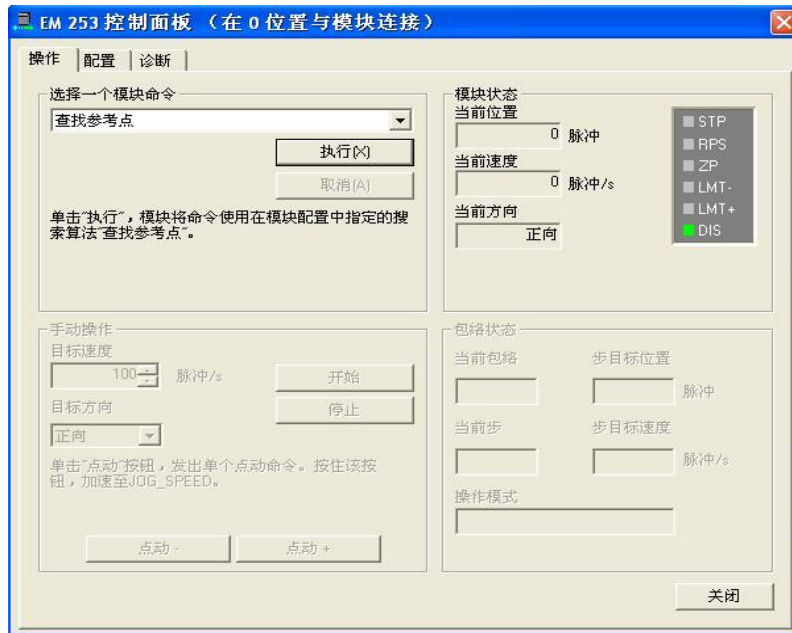 EM 253 控制面板 （在 0 位置与模块连接）
操作 配置 诊断
选择一个模块命令
查找参考点
执行(X)
取消(A)
单击"执行"，模块将命令使用在模块配置中指定的搜
索算法"查找参考点"。
模块状态
当前位置
0 脉冲
当前速度
0 脉冲/s
当前方向
正向
STP
RPS
ZP
LMT-
LMT+
DIS
手动操作
目标速度
100 脉冲/s
开始
目标方向
停止
正向
单击"点动"按钮，发出单个点动命令。按住该按
钮，加速至JOG_SPEED。
点动 - 点动 +
包络状态
当前包络 步目标位置
脉冲
当前步 步目标速度
脉冲/s
操作模式
关闭